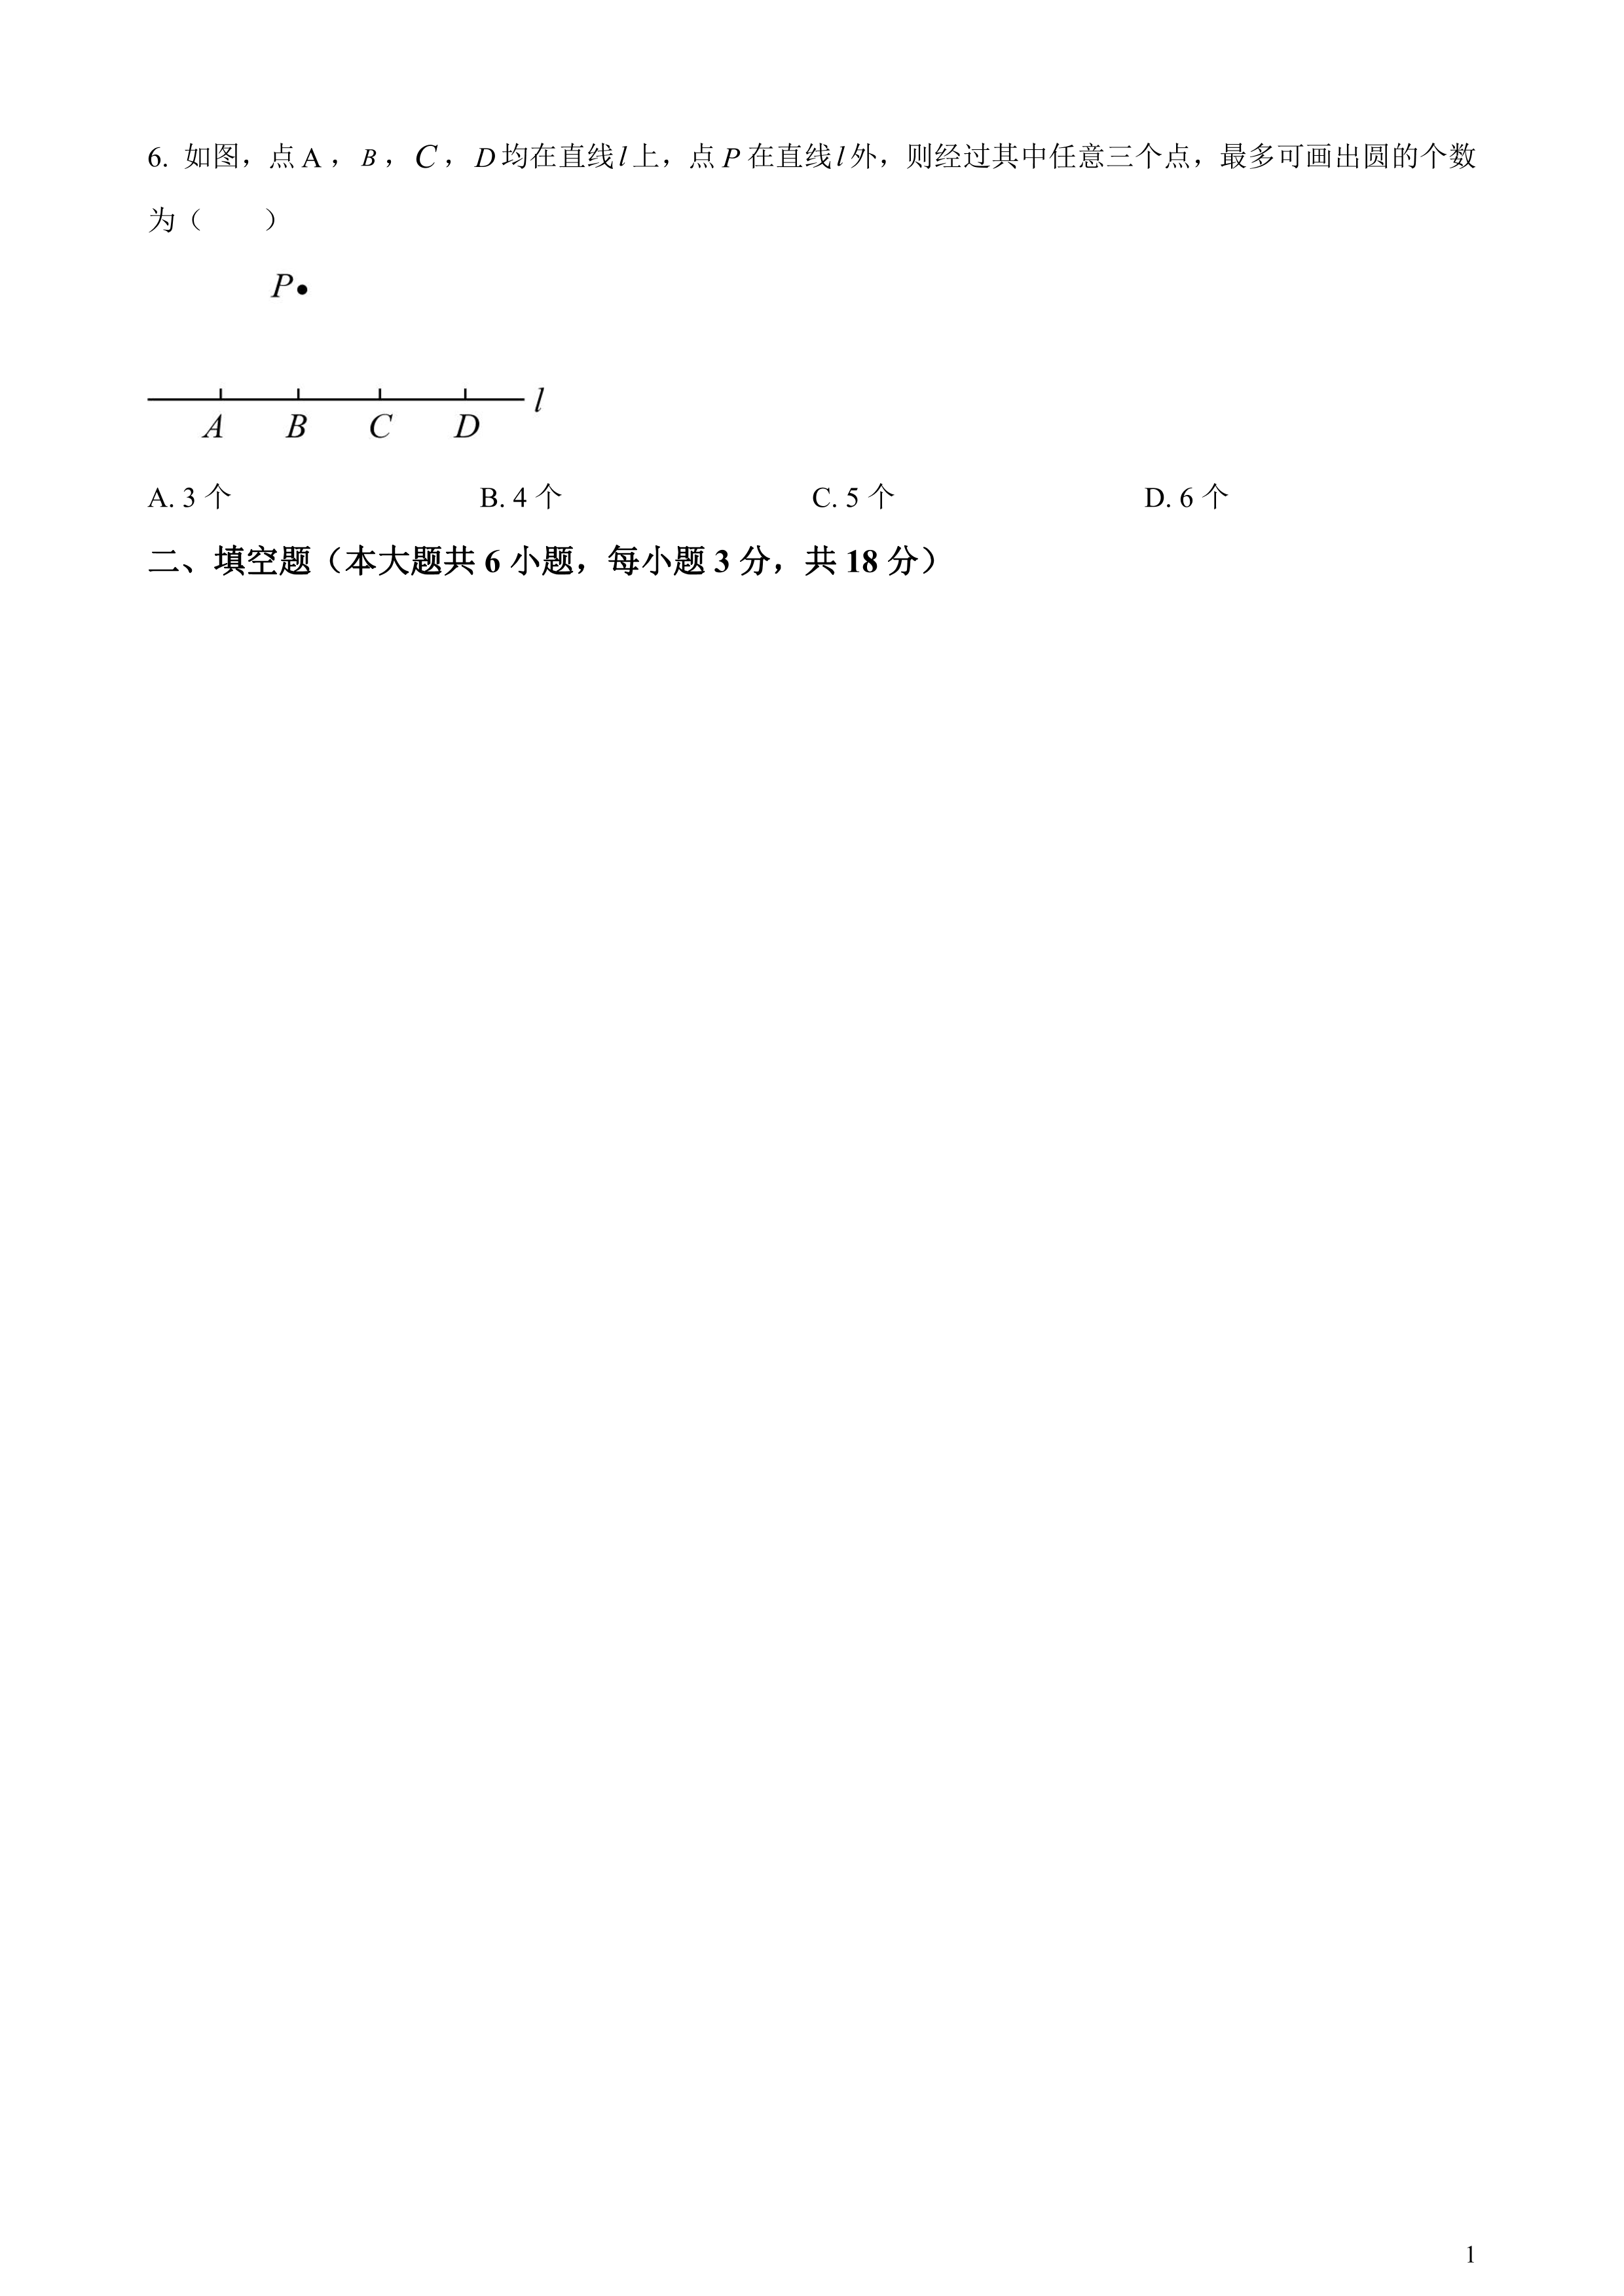 6. 如图，点 A ，B ，C ，D 均在直线 l 上，点 P 在直线 l 外，则经过其中任意三个点，最多可画出圆的个数
为（　　）
P
l
A B C D
A. 3 个 B. 4 个 C. 5 个 D. 6 个
二、填空题（本大题共 6 小题，每小题 3 分，共 18 分）
1